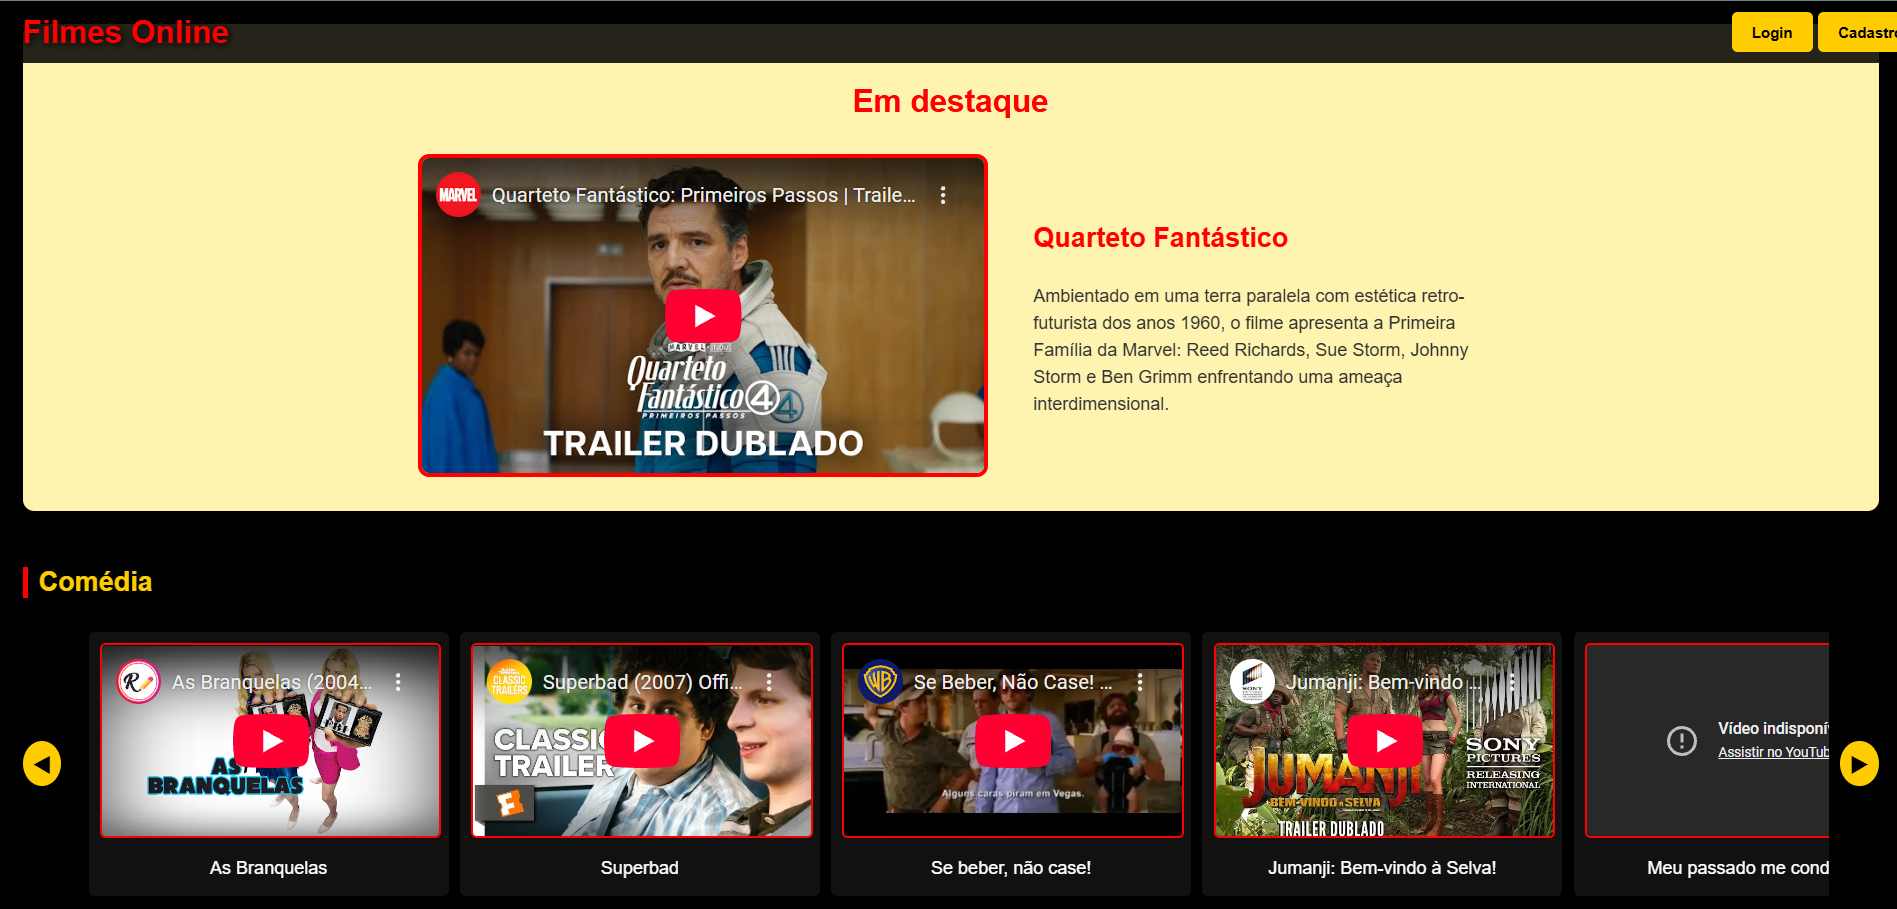 Filmes Online
Login
Cadastro
Em destaque
MARVEL
Quarteto Fantástico: Primeiros Passos | Traile...
MARVEL STUDIOS
Quarteto
Fantástico 4
PRIMEIROS PASSOS
TRAILER DUBLADO
Quarteto Fantástico
Ambientado em uma terra paralela com estética retro-
futurista dos anos 1960, o filme apresenta a Primeira
Família da Marvel: Reed Richards, Sue Storm, Johnny
Storm e Ben Grimm enfrentando uma ameaça
interdimensional.
Comédia
R
As Branquelas (2004...
AS
BRANQUELAS
As Branquelas
CLASSIC
TRAILERS
Superbad (2007) Offi...
CLASSIC
TRAILER
F
Superbad
WB
Se Beber, Não Case! ...
Alguns caras piram em Vegas.
Se beber, não case!
SONY
Jumanji: Bem-vindo ...
JUMANJI
BEM-VINDO À SELVA
TRAILER DUBLADO
SONY
PICTURES
RELEASING
INTERNATIONAL
Jumanji: Bem-vindo à Selva!
Vídeo indisponí
Assistir no YouTub
Meu passado me cond